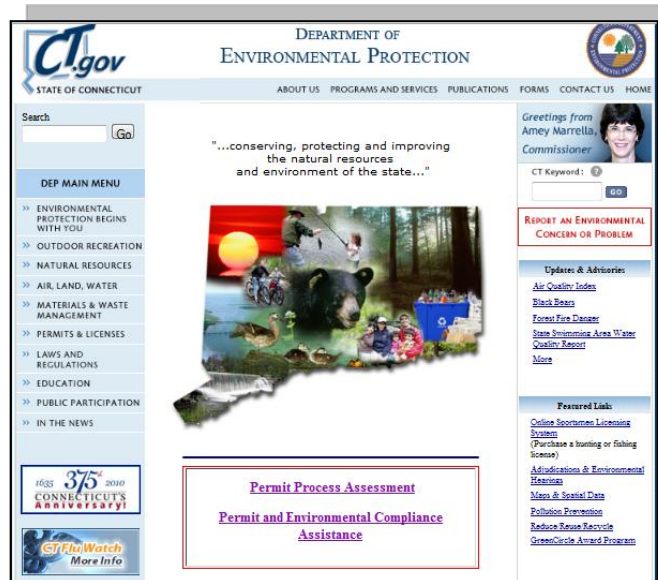 CT.gov
STATE OF CONNECTICUT
DEPARTMENT OF
ENVIRONMENTAL PROTECTION
ABOUT US PROGRAMS AND SERVICES PUBLICATIONS FORMS CONTACT US HOME
Search
Go
DEP MAIN MENU
» ENVIRONMENTAL
PROTECTION BEGINS
WITH YOU
» OUTDOOR RECREATION
» NATURAL RESOURCES
» AIR, LAND, WATER
» MATERIALS & WASTE
MANAGEMENT
» PERMITS & LICENSES
» LAWS AND
REGULATIONS
» EDUCATION
» PUBLIC PARTICIPATION
» IN THE NEWS
1635 375th 2010
CONNECTICUT'S
Anniversary!
CT Flu Watch
More Info
"...conserving, protecting and improving
the natural resources
and environment of the state..."
Permit Process Assessment
Permit and Environmental Compliance
Assistance
Greetings from
Amey Marrella,
Commissioner
CT Keyword: ?
GO
REPORT AN ENVIRONMENTAL
CONCERN OR PROBLEM
Updates & Advisories
Air Quality Index
Black Bears
Forest Fire Danger
State Swimming Area Water
Quality Report
More
Featured Links
Online Sportsmen Licensing
System
(Purchase a hunting or fishing
license)
Adjudications & Environmental
Hearings
Maps & Spatial Data
Pollution Prevention
Reduce/Reuse/Recycle
GreenCircle Award Program